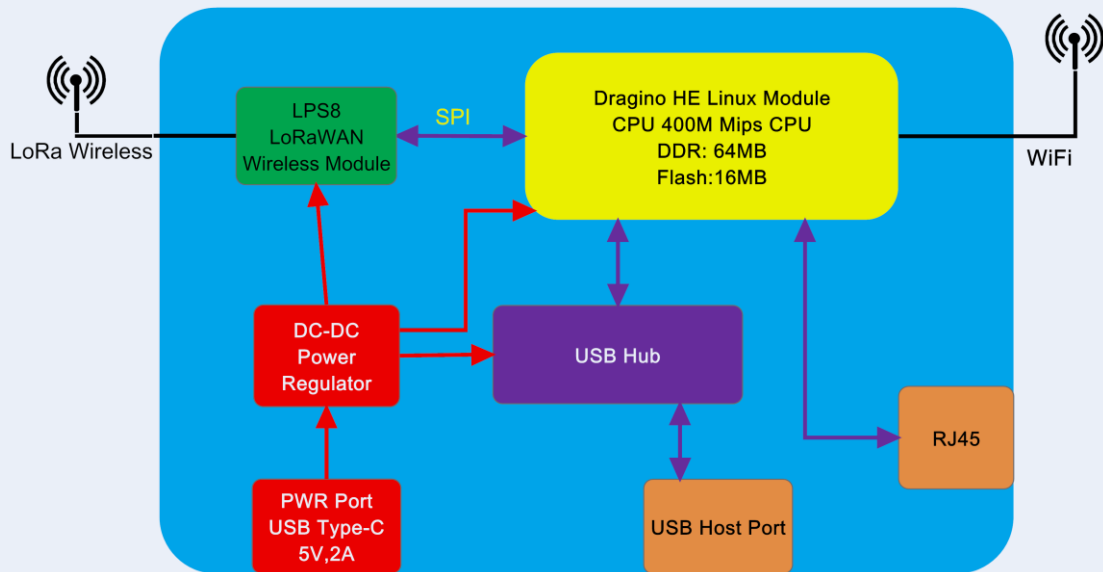 LoRa Wireless
LPS8
LoRaWAN
Wireless Module
SPI
Dragino HE Linux Module
CPU 400M Mips CPU
DDR: 64MB
Flash:16MB
WiFi
DC-DC
Power
Regulator
USB Hub
RJ45
PWR Port
USB Type-C
5V,2A
USB Host Port